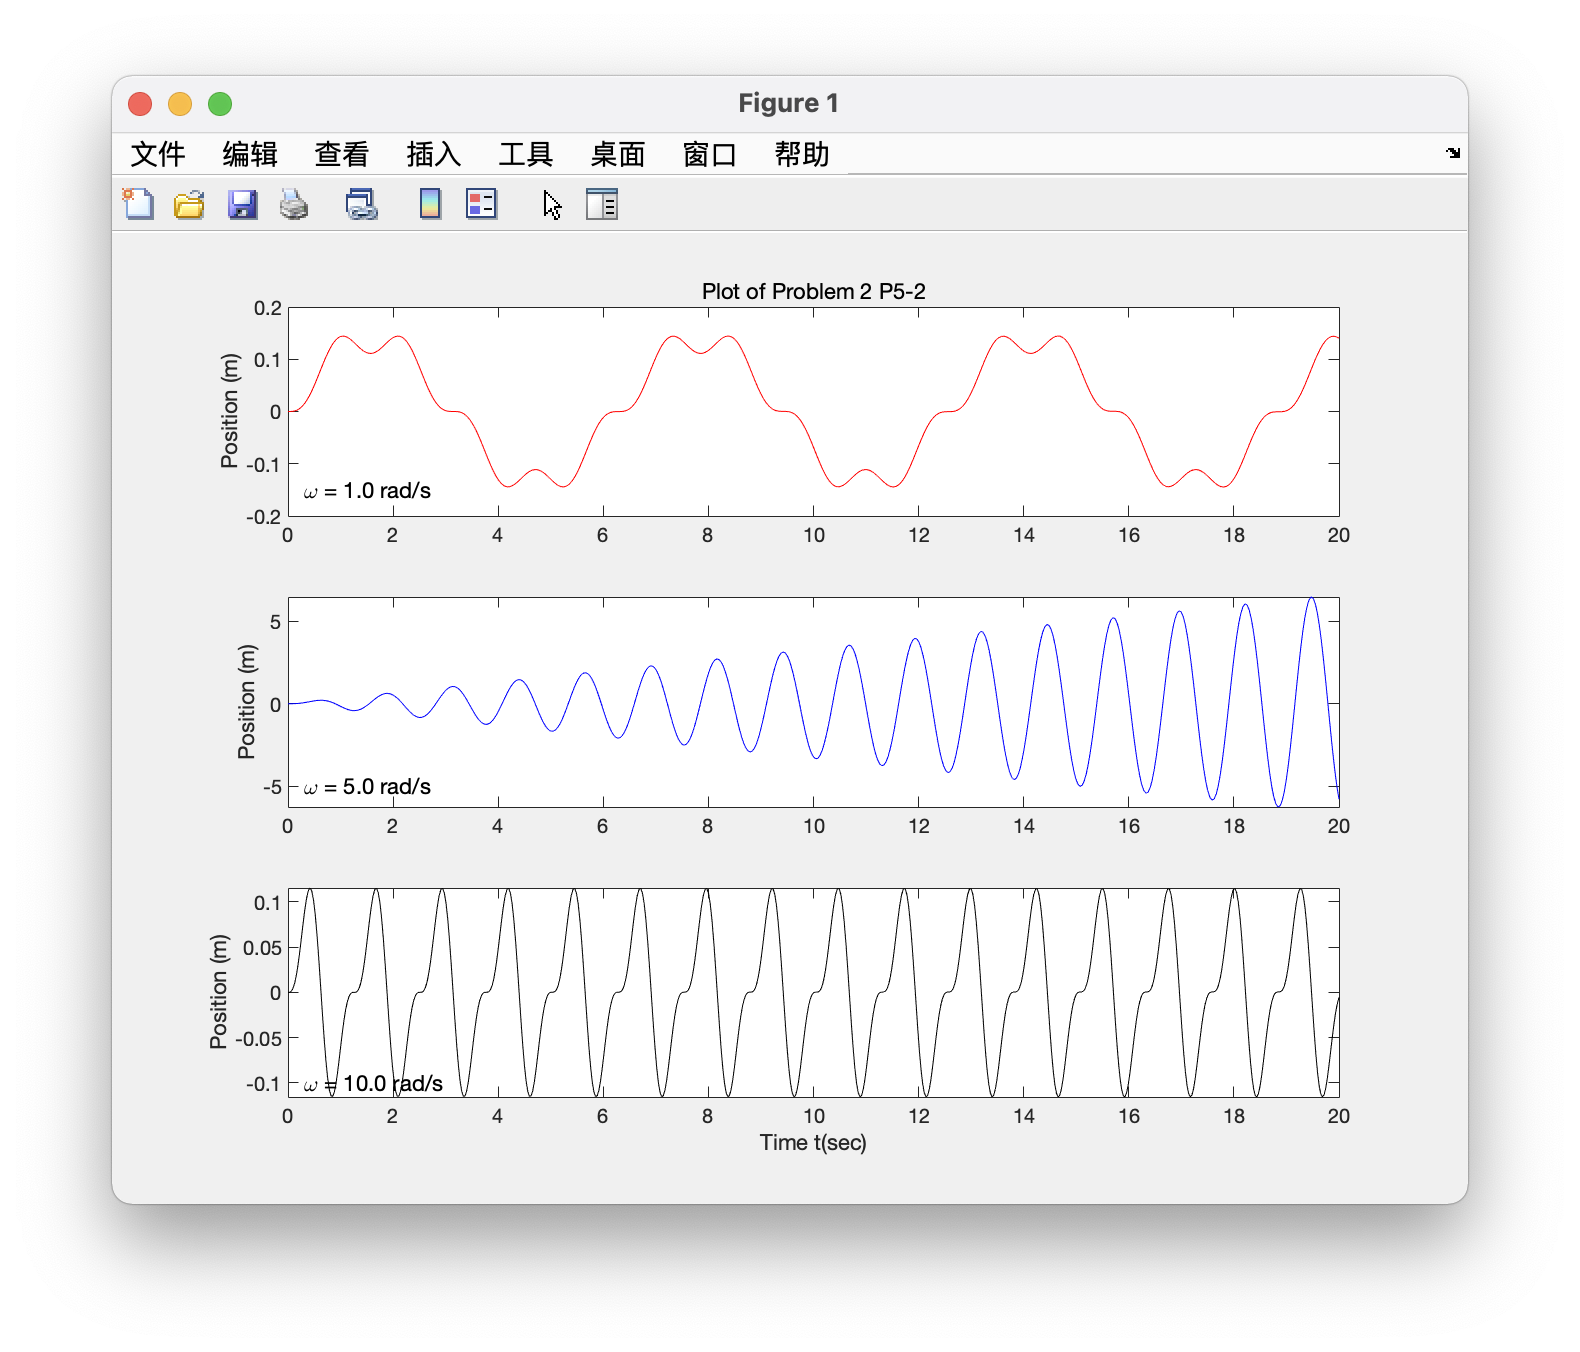 Figure 1
文件 编辑 查看 插入 工具 桌面 窗口 帮助
Plot of Problem 2 P5-2
0.2
0.1
0
-0.1
-0.2
Position (m)
ω = 1.0 rad/s
0 2 4 6 8 10 12 14 16 18 20
5
0
-5
Position (m)
ω = 5.0 rad/s
0 2 4 6 8 10 12 14 16 18 20
0.1
0.05
0
-0.05
-0.1
Position (m)
ω = 10.0 rad/s
0 2 4 6 8 10 12 14 16 18 20
Time t(sec)